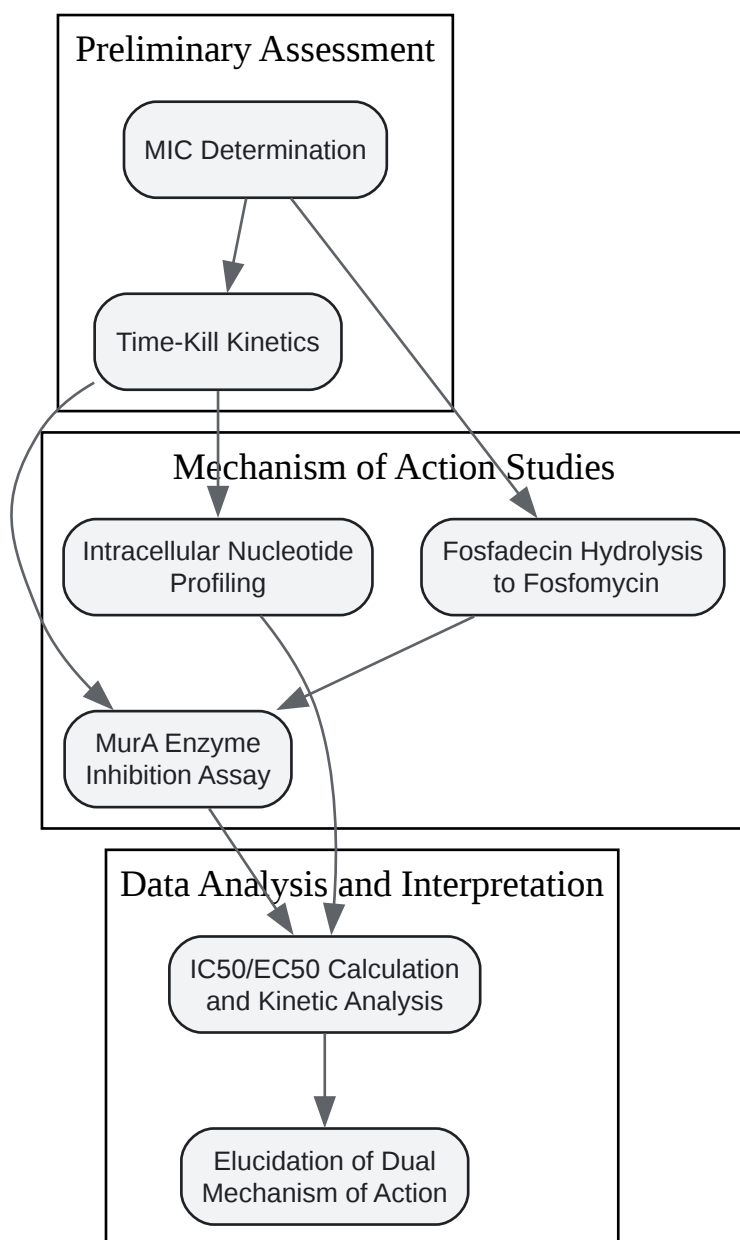 Preliminary Assessment
MIC Determination
Time-Kill Kinetics
Mechanism of Action Studies
Intracellular Nucleotide
Profiling
Fosfadecin Hydrolysis
to Fosfomycin
MurA Enzyme
Inhibition Assay
Data Analysis and Interpretation
IC50/EC50 Calculation
and Kinetic Analysis
Elucidation of Dual
Mechanism of Action